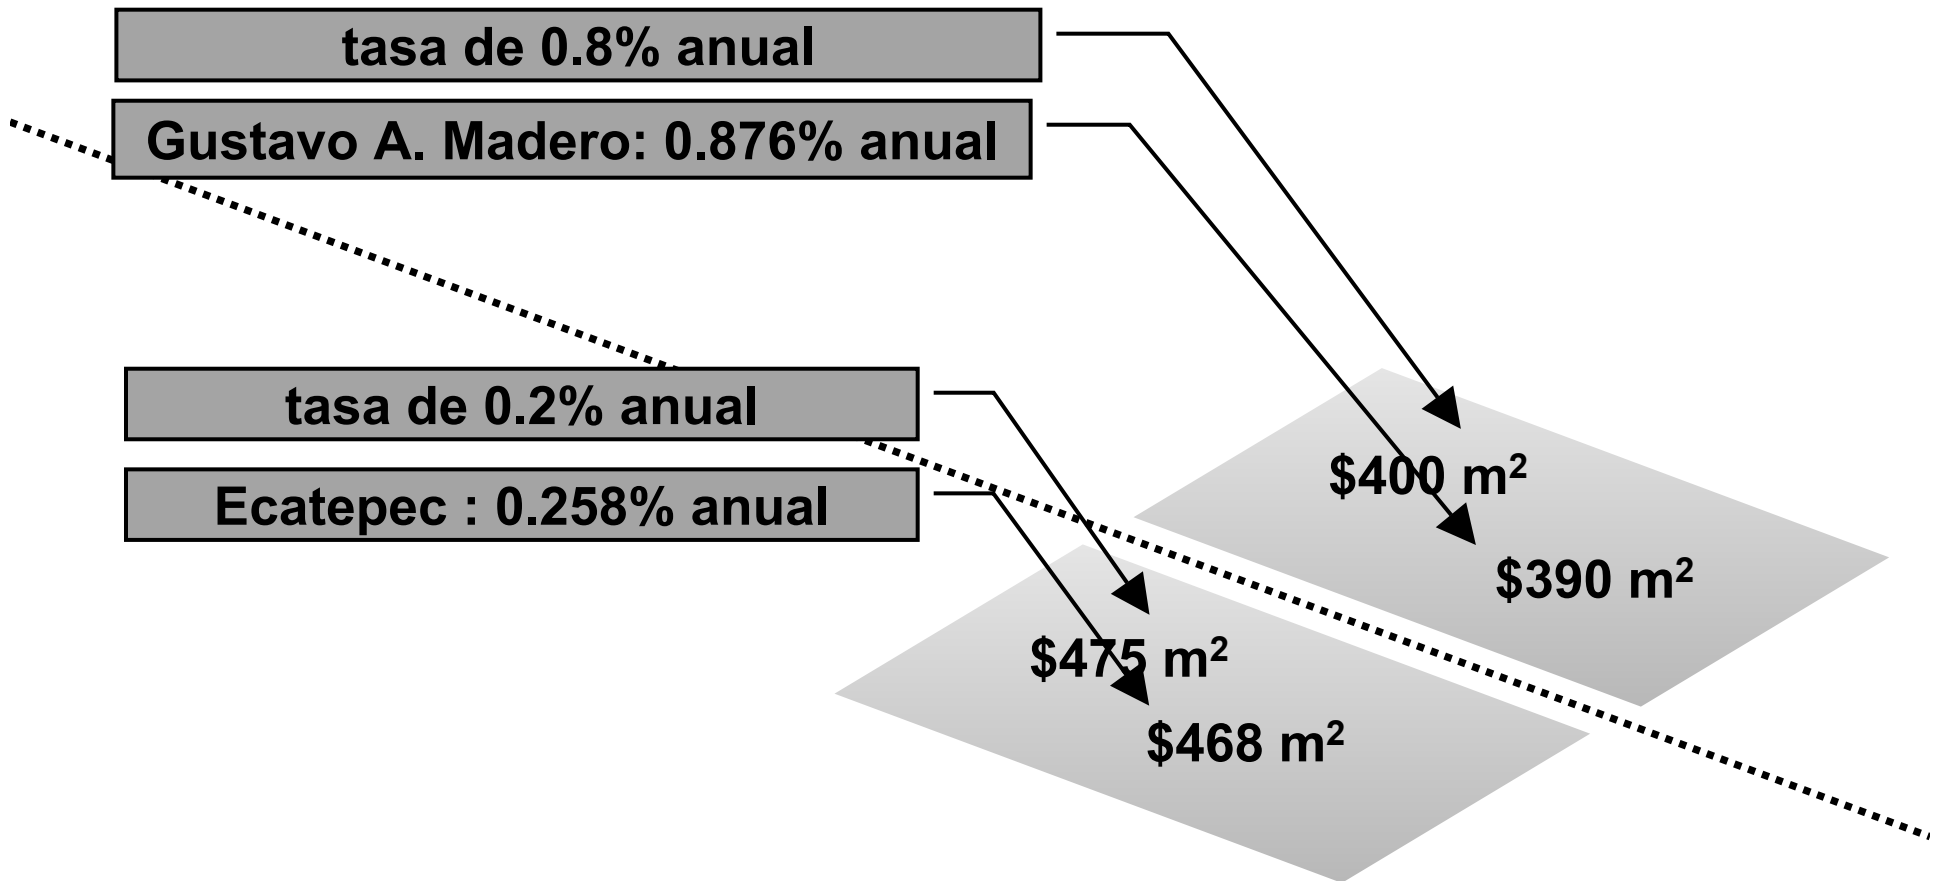 tasa de 0.8% anual
Gustavo A. Madero: 0.876% anual
tasa de 0.2% anual
Ecatepec : 0.258% anual
$400 m²
$390 m²
$475 m²
$468 m²